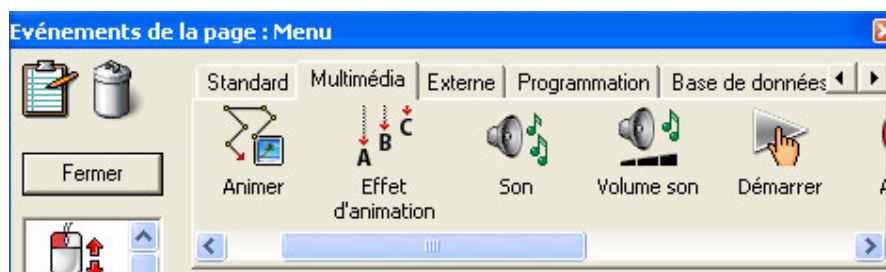 Evénements de la page : Menu
Standard Multimédia Externe Programmation Base de données
Fermer
Animer Effet d'animation Son Volume son Démarrer
A B C